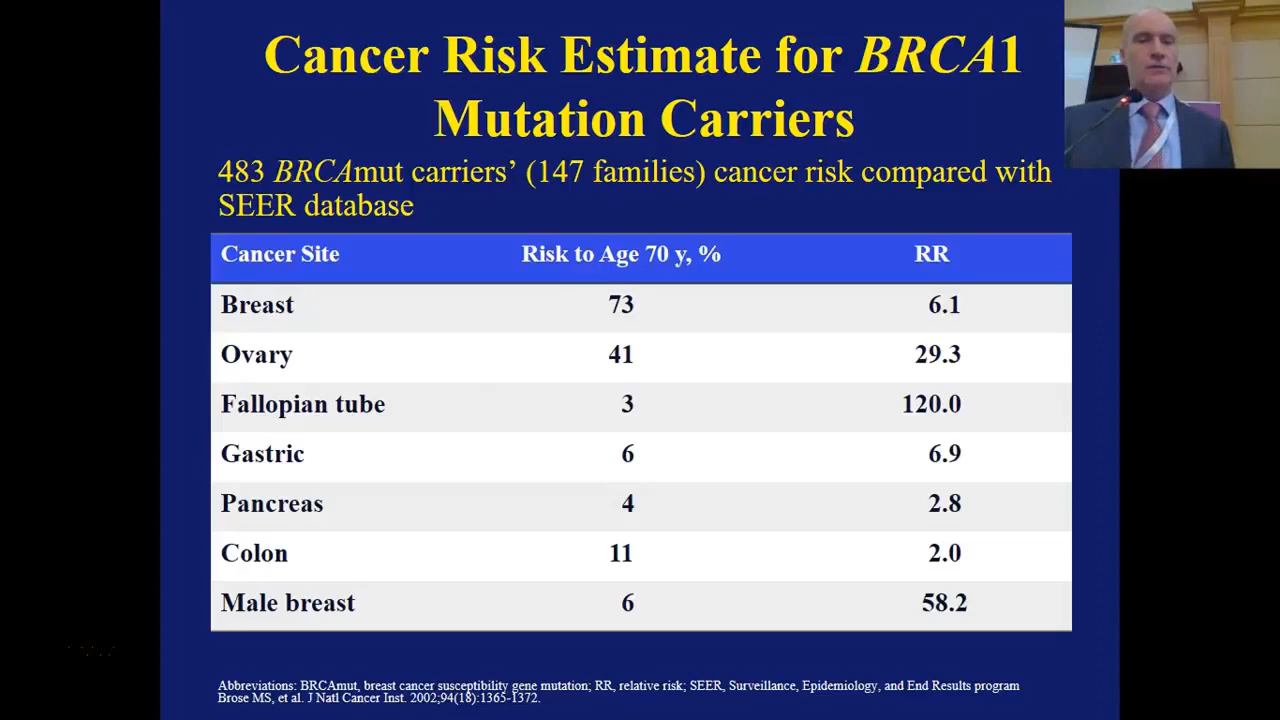 Cancer Risk Estimate for BRCA1
Mutation Carriers
483 BRCAmut carriers’ (147 families) cancer risk compared with
SEER database
Cancer Site Risk to Age 70 y, % RR
Breast 73 6.1
Ovary 41 29.3
Fallopian tube 3 120.0
Gastric 6 6.9
Pancreas 4 2.8
Colon 11 2.0
Male breast 6 58.2
Abbreviations: BRCAmut, breast cancer susceptibility gene mutation; RR, relative risk; SEER, Surveillance, Epidemiology, and End Results program
Brose MS, et al. J Natl Cancer Inst. 2002;94(18):1365-1372.